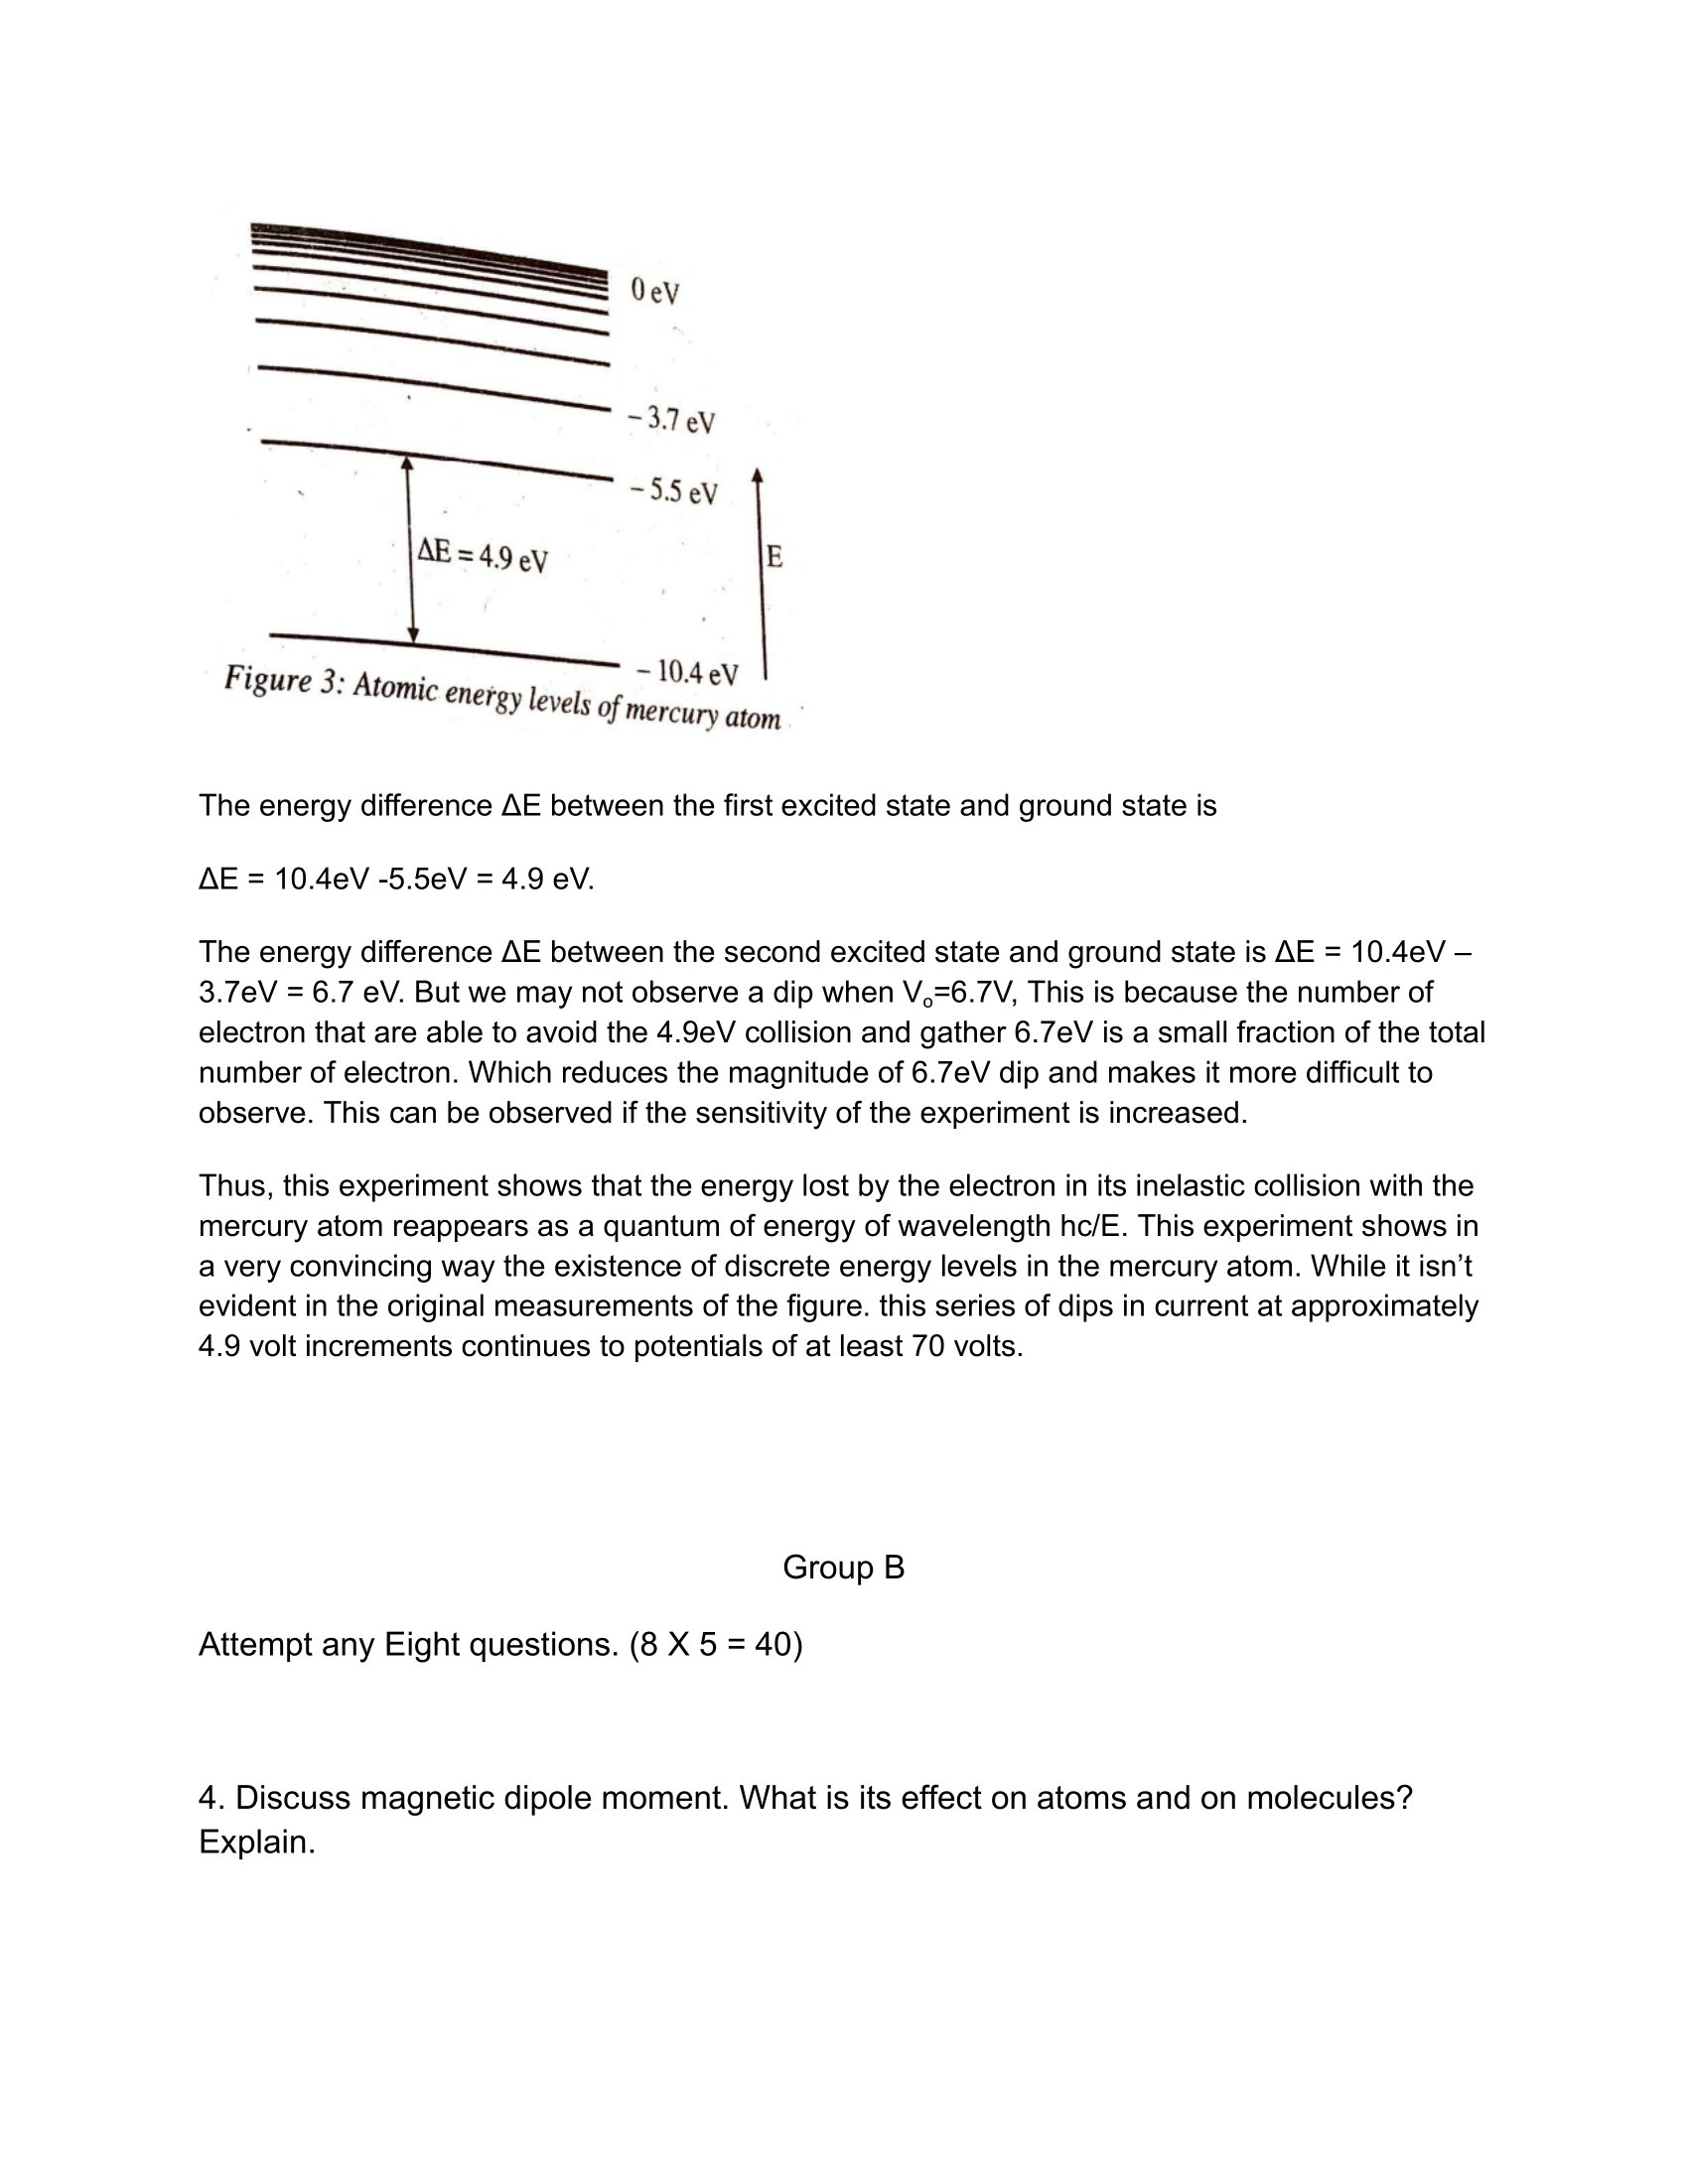 0 eV
– 3.7 eV
– 5.5 eV
ΔE = 4.9 eV
E
– 10.4 eV
Figure 3: Atomic energy levels of mercury atom
The energy difference ΔE between the first excited state and ground state is
ΔE = 10.4eV -5.5eV = 4.9 eV.
The energy difference ΔE between the second excited state and ground state is ΔE = 10.4eV –
3.7eV = 6.7 eV. But we may not observe a dip when Vₒ=6.7V, This is because the number of
electron that are able to avoid the 4.9eV collision and gather 6.7eV is a small fraction of the total
number of electron. Which reduces the magnitude of 6.7eV dip and makes it more difficult to
observe. This can be observed if the sensitivity of the experiment is increased.
Thus, this experiment shows that the energy lost by the electron in its inelastic collision with the
mercury atom reappears as a quantum of energy of wavelength hc/E. This experiment shows in
a very convincing way the existence of discrete energy levels in the mercury atom. While it isn’t
evident in the original measurements of the figure. this series of dips in current at approximately
4.9 volt increments continues to potentials of at least 70 volts.
Group B
Attempt any Eight questions. (8 X 5 = 40)
4. Discuss magnetic dipole moment. What is its effect on atoms and on molecules?
Explain.